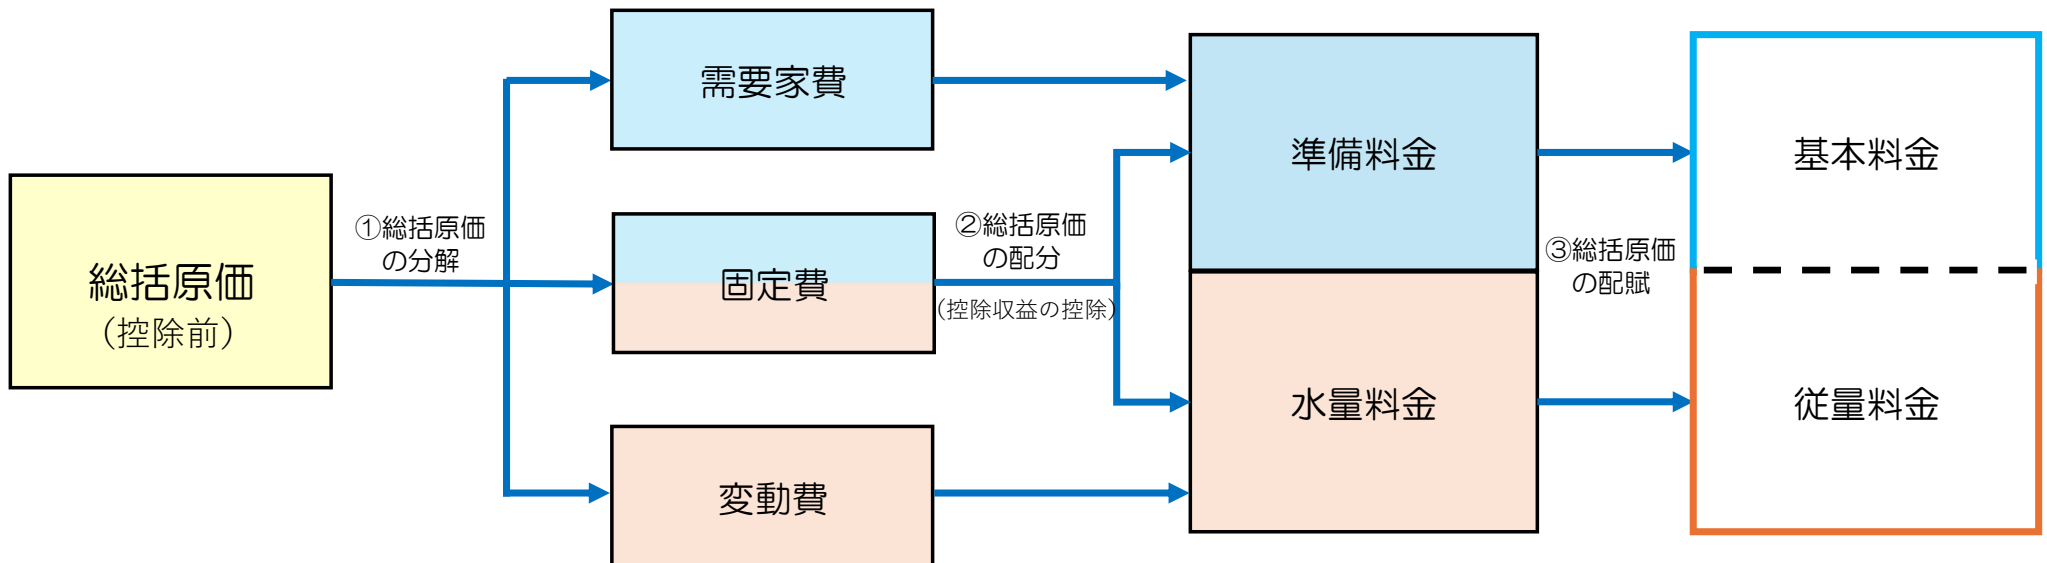 総括原価
（控除前）
①総括原価
の分解
需要家費
固定費
変動費
②総括原価
の配分
（控除収益の控除）
準備料金
水量料金
③総括原価
の配賦
基本料金
従量料金